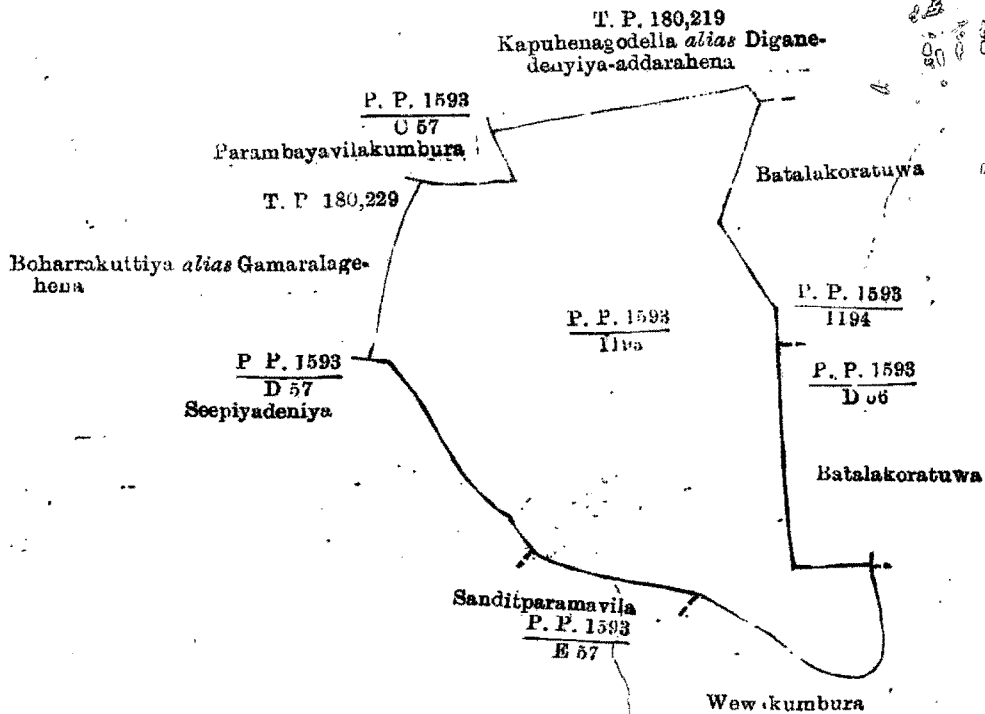 T. P. 180,219
Kapuhenagodella alias Digane-
deniyiya-addarahena
P. P. 1593
C 57
Parambayavilakumbura
T. P 180,229
Batalakoratuwa
Boharrakuttiya alias Gamaralage-
hena
P. P. 1593
I194
P. P. 1593
P P. 1593
D 57
Seepiyadeniya
P. P. 1593
Batalakoratuwa
Sanditparamavila
P. P. 1593
E 57